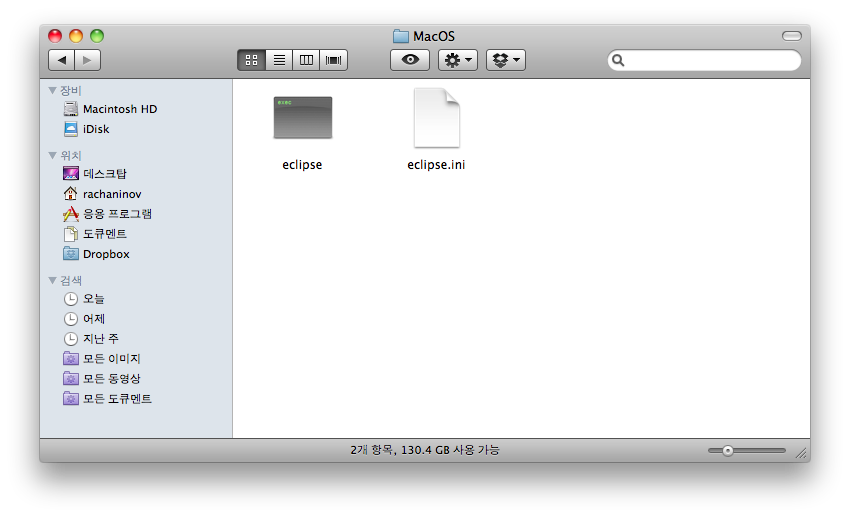 MacOS
장비
Macintosh HD
iDisk
위치
데스크탑
rachaninov
응용 프로그램
도큐멘트
Dropbox
검색
오늘
어제
지난 주
모든 이미지
모든 동영상
모든 도큐멘트
exec
eclipse
eclipse.ini
2개 항목, 130.4 GB 사용 가능